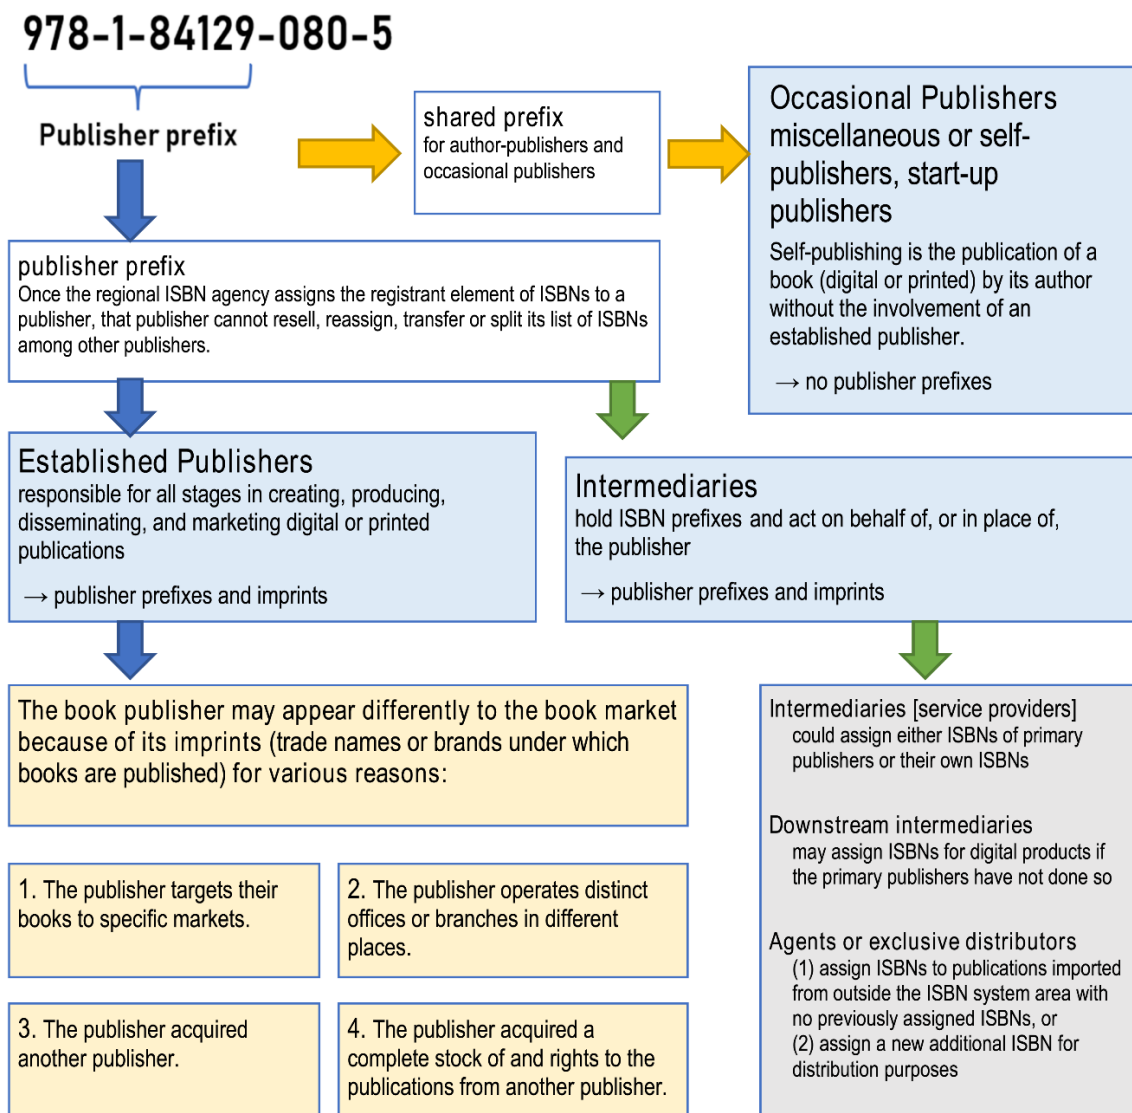 978-1-84129-080-5
Publisher prefix
shared prefix
for author-publishers and
occasional publishers
Occasional Publishers
miscellaneous or self-
publishers, start-up
publishers
Self-publishing is the publication of a
book (digital or printed) by its author
without the involvement of an
established publisher.
→ no publisher prefixes
publisher prefix
Once the regional ISBN agency assigns the registrant element of ISBNs to a
publisher, that publisher cannot resell, reassign, transfer or split its list of ISBNs
among other publishers.
Established Publishers
responsible for all stages in creating, producing,
disseminating, and marketing digital or printed
publications
→ publisher prefixes and imprints
Intermediaries
hold ISBN prefixes and act on behalf of, or in place of,
the publisher
→ publisher prefixes and imprints
The book publisher may appear differently to the book market
because of its imprints (trade names or brands under which
books are published) for various reasons:
1. The publisher targets their
books to specific markets.
2. The publisher operates distinct
offices or branches in different
places.
3. The publisher acquired
another publisher.
4. The publisher acquired a
complete stock of and rights to the
publications from another publisher.
Intermediaries [service providers]
could assign either ISBNs of primary
publishers or their own ISBNs
Downstream intermediaries
may assign ISBNs for digital products if
the primary publishers have not done so
Agents or exclusive distributors
(1) assign ISBNs to publications imported
from outside the ISBN system area with
no previously assigned ISBNs, or
(2) assign a new additional ISBN for
distribution purposes